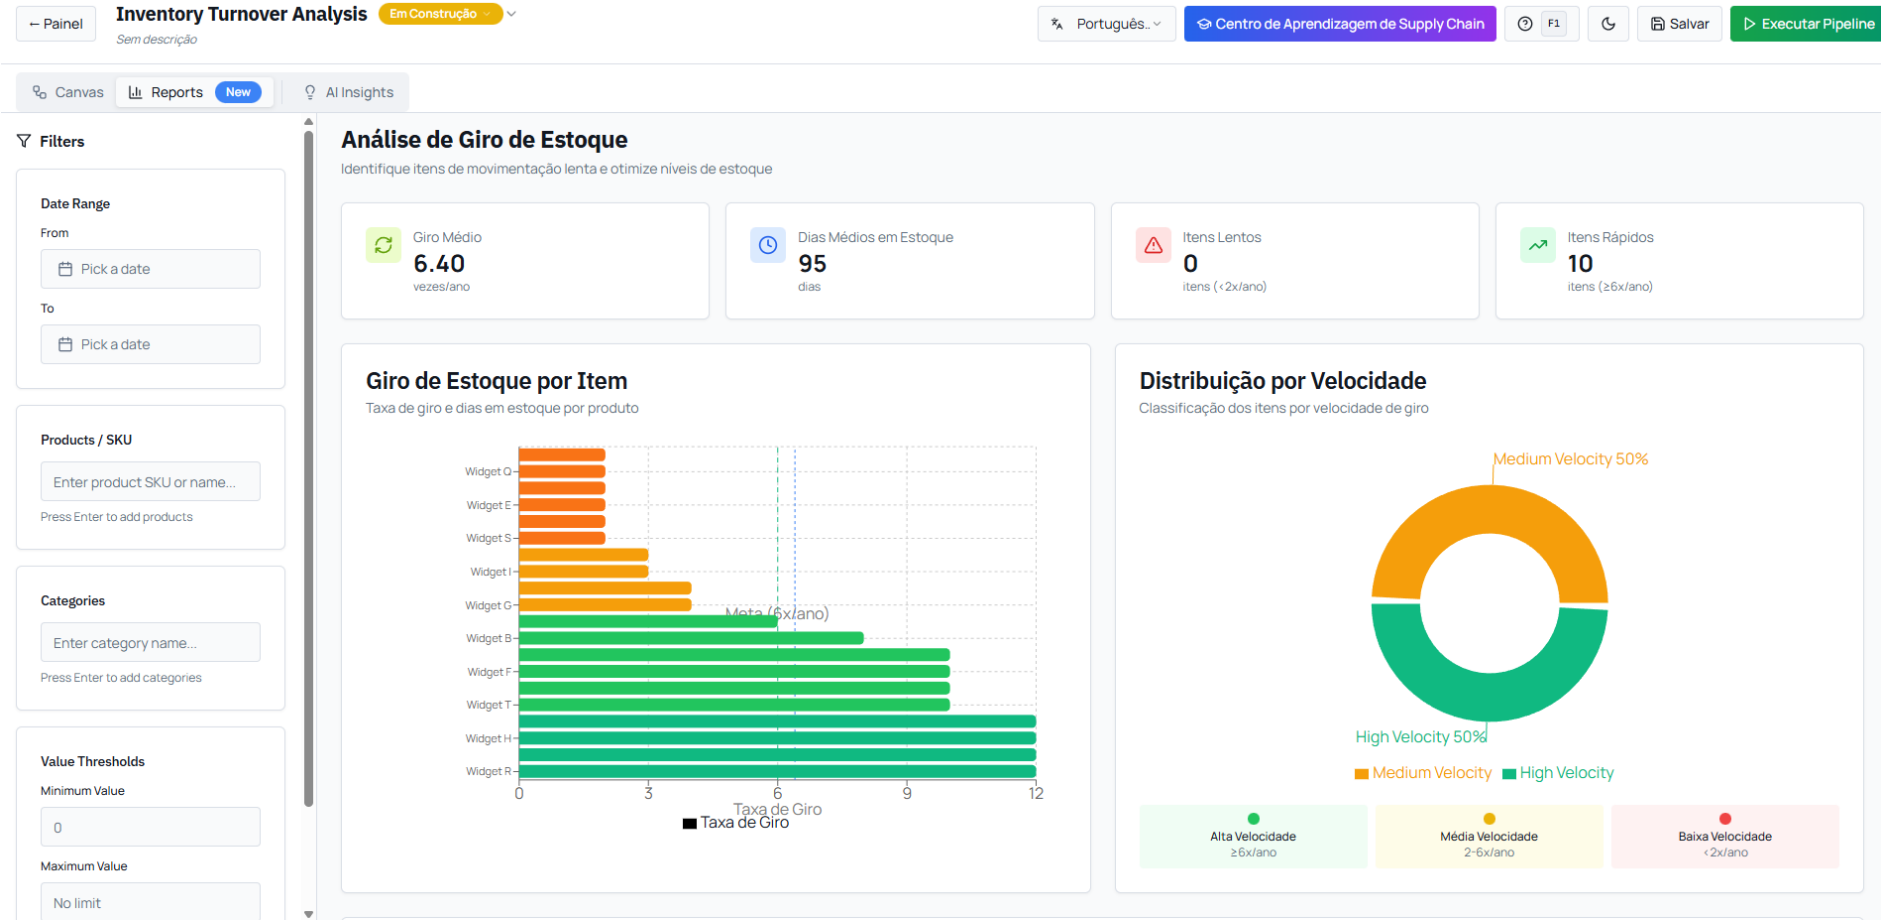 ← Painel
Inventory Turnover Analysis
Em Construção
Sem descrição
Português..
Centro de Aprendizagem de Supply Chain
F1
Salvar
Executar Pipeline
Canvas
Reports
New
AI Insights
Filters
Date Range
From
Pick a date
To
Pick a date
Products / SKU
Enter product SKU or name...
Press Enter to add products
Categories
Enter category name...
Press Enter to add categories
Value Thresholds
Minimum Value
0
Maximum Value
No limit
Análise de Giro de Estoque
Identifique itens de movimentação lenta e otimize níveis de estoque
Giro Médio
6.40
vezes/ano
Dias Médios em Estoque
95
dias
Itens Lentos
0
itens (<2x/ano)
Itens Rápidos
10
itens (≥6x/ano)
Giro de Estoque por Item
Taxa de giro e dias em estoque por produto
Widget Q
Widget E
Widget S
Widget I
Widget G
Meta (6x/ano)
Widget B
Widget F
Widget T
Widget H
Widget R
0 3 6 9 12
Taxa de Giro
Taxa de Giro
Distribuição por Velocidade
Classificação dos itens por velocidade de giro
Medium Velocity 50%
High Velocity 50%
Medium Velocity
High Velocity
Alta Velocidade
≥6x/ano
Média Velocidade
2-6x/ano
Baixa Velocidade
<2x/ano